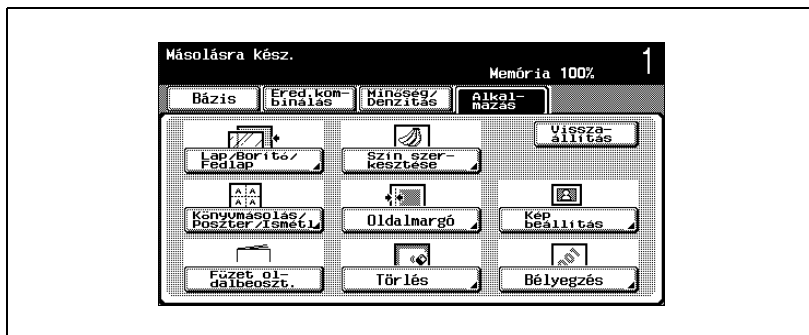 Másolásra kész.
Memória 100%
1
Bázis
Ered.kom-
binálás
Minőség/
Denzitás
Alkal-
mazás
Vissza-
állítás
Lap/Borító/
Fedlap
Szín szer-
kesztése
A A
A A
Könyvmásolás/
Poszter/Ismétl.
Oldalmargó
Kép
beállítás
Füzet ol-
dalbeoszt.
Törlés
Bélyegzés